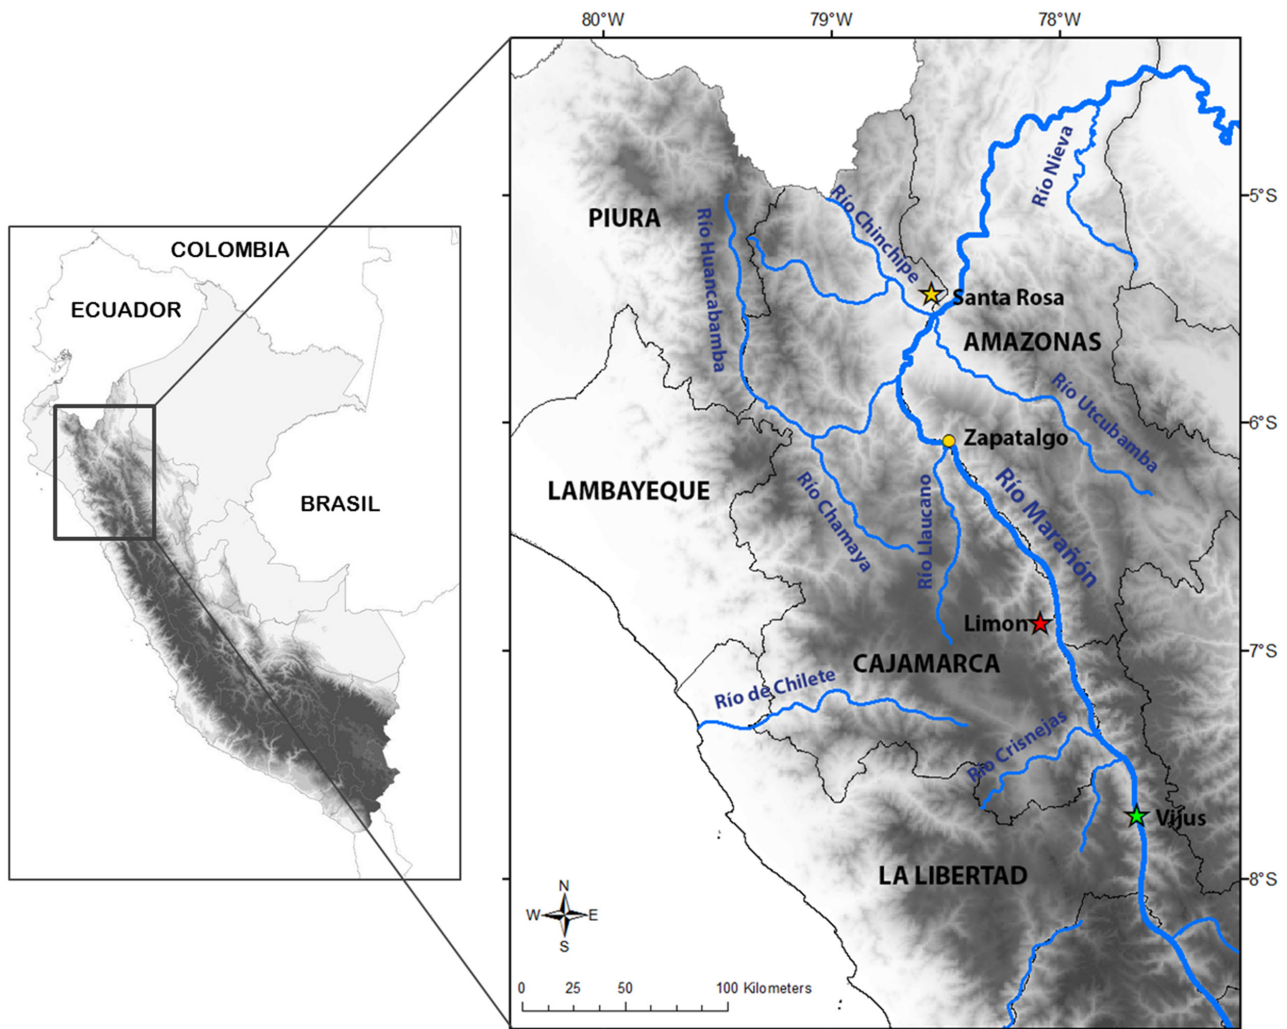 80°W
79°W
78°W
COLOMBIA
ECUADOR
BRASIL
5°S
6°S
7°S
8°S
Río Nieva
Río Chinchipe
PIURA
Río Huancabamba
Santa Rosa
AMAZONAS
Río Utcubamba
Zapatalgo
LAMBAYEQUE
Río Chamaya
Río Llaucano
Río Marañón
Limon
CAJAMARCA
Río de Chilete
Río Crisnejas
Vijus
LA LIBERTAD
N
W E
S
0 25 50 100 Kilometers